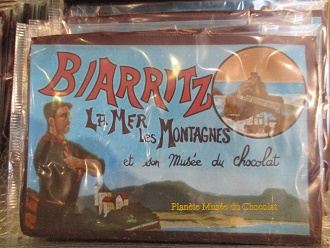 BIARRITZ
La MER
les MONTAGNES
et son Musée du chocolat
Planète Musée du Chocolat